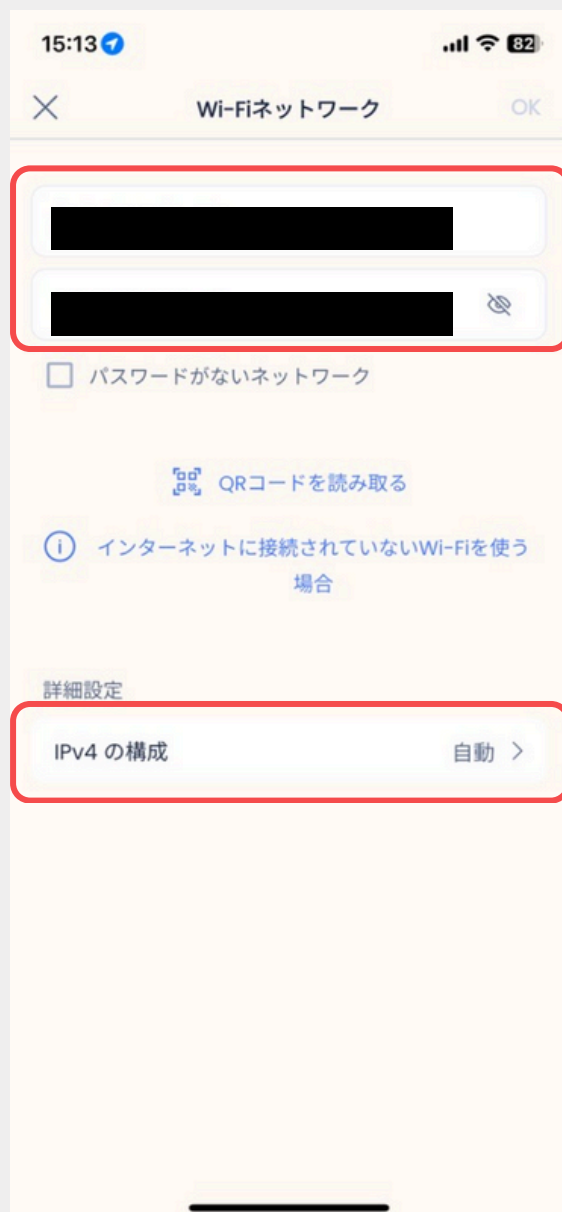 15:13
82
Wi-Fiネットワーク
OK
パスワードがないネットワーク
QRコードを読み取る
インターネットに接続されていないWi-Fiを使う
場合
詳細設定
IPv4 の構成
自動